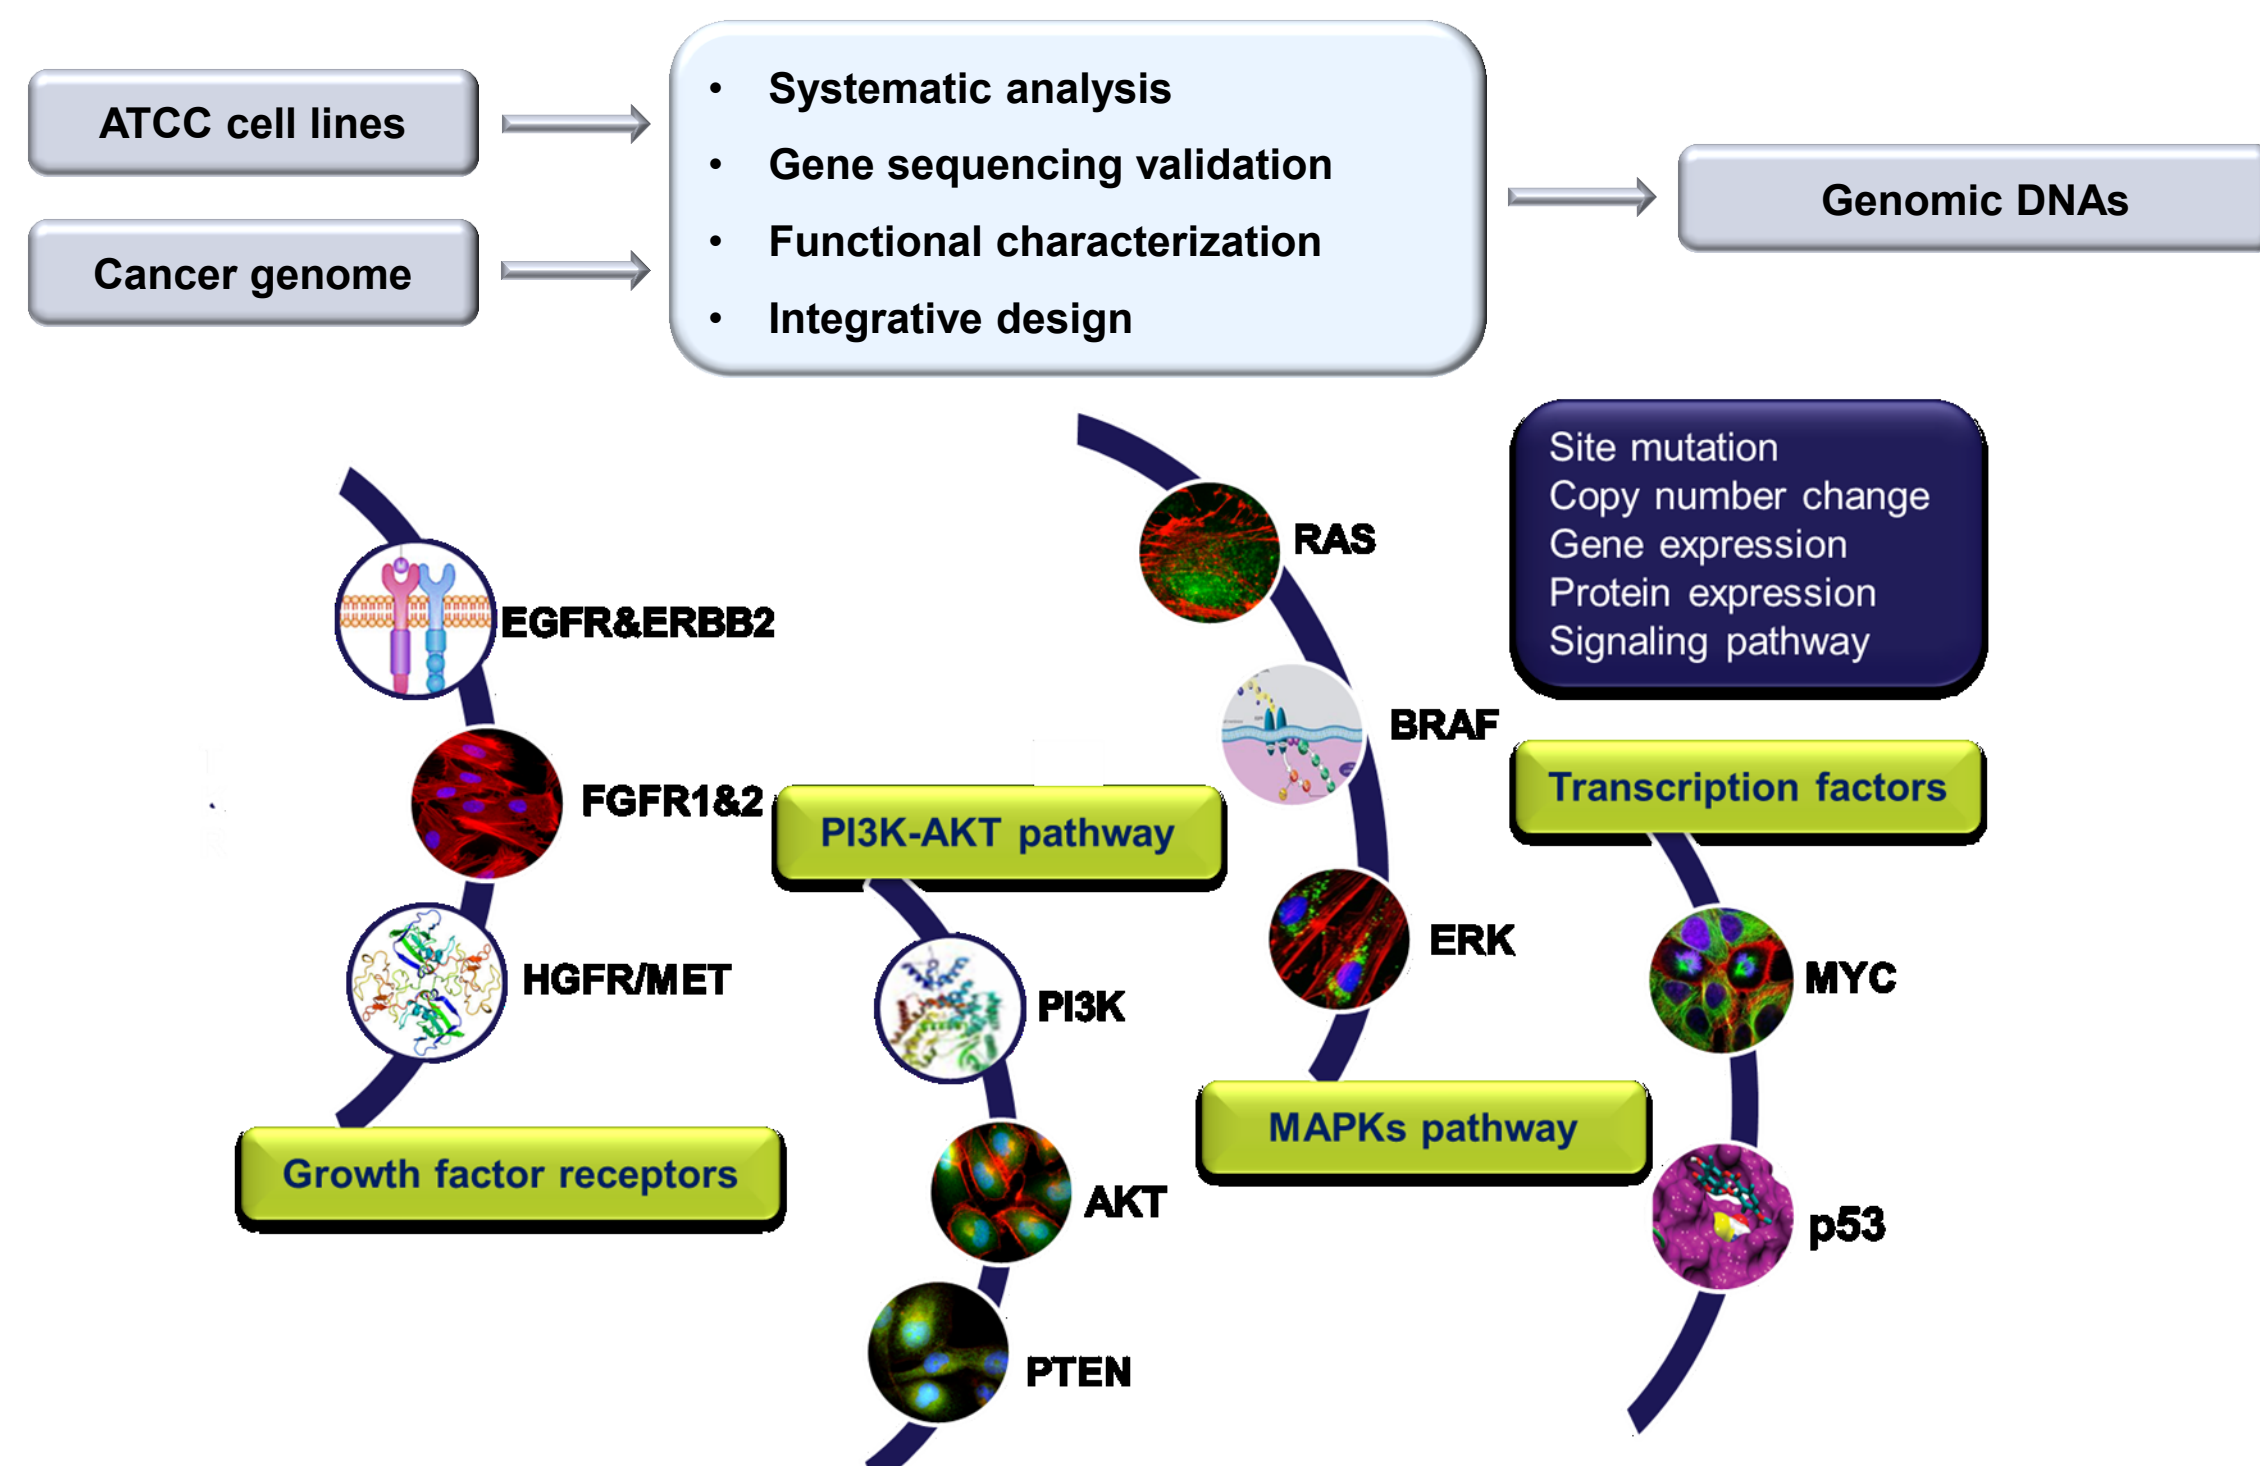 ATCC cell lines
Cancer genome
• Systematic analysis
• Gene sequencing validation
• Functional characterization
• Integrative design
Genomic DNAs
EGFR&ERBB2
FGFR1&2
HGFR/MET
Growth factor receptors
PI3K-AKT pathway
PI3K
AKT
PTEN
RAS
BRAF
ERK
MAPKs pathway
Site mutation
Copy number change
Gene expression
Protein expression
Signaling pathway
Transcription factors
MYC
p53